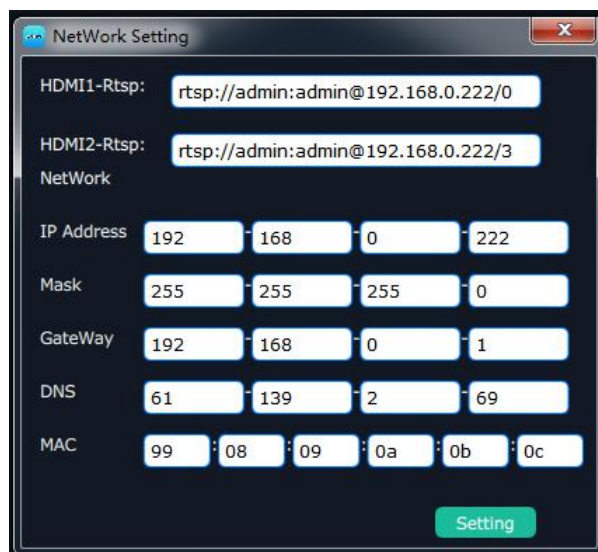 NetWork Setting
HDMI1-Rtsp: rtsp://admin:admin@192.168.0.222/0
HDMI2-Rtsp: rtsp://admin:admin@192.168.0.222/3
NetWork
IP Address 192 - 168 - 0 - 222
Mask 255 - 255 - 255 - 0
GateWay 192 - 168 - 0 - 1
DNS 61 - 139 - 2 - 69
MAC 99 : 08 : 09 : 0a : 0b : 0c
Setting